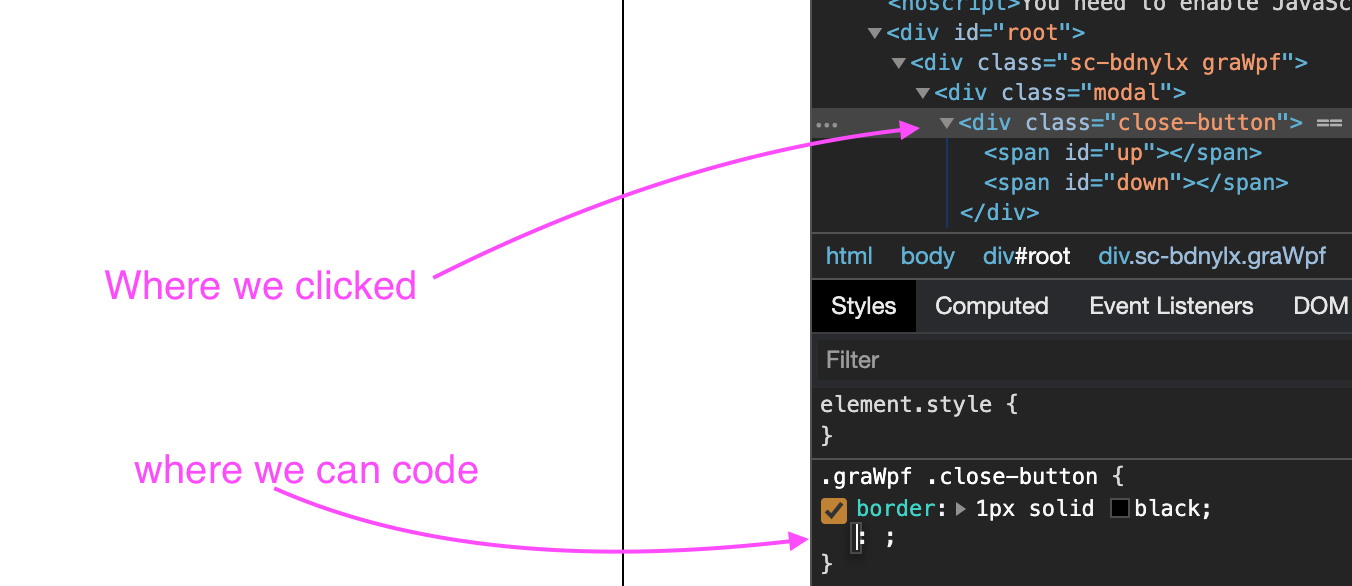 <noscript>You need to enable JavaSc
▼<div id="root">
▼<div class="sc-bdnylx graWpf">
▼<div class="modal">
… ▼<div class="close-button"> ==
<span id="up"></span>
<span id="down"></span>
</div>
Where we clicked
html body div#root div.sc-bdnylx.graWpf
Styles Computed Event Listeners DOM
Filter
element.style {
}
where we can code
.graWpf .close-button {
border: ▶ 1px solid black;
: ;
}